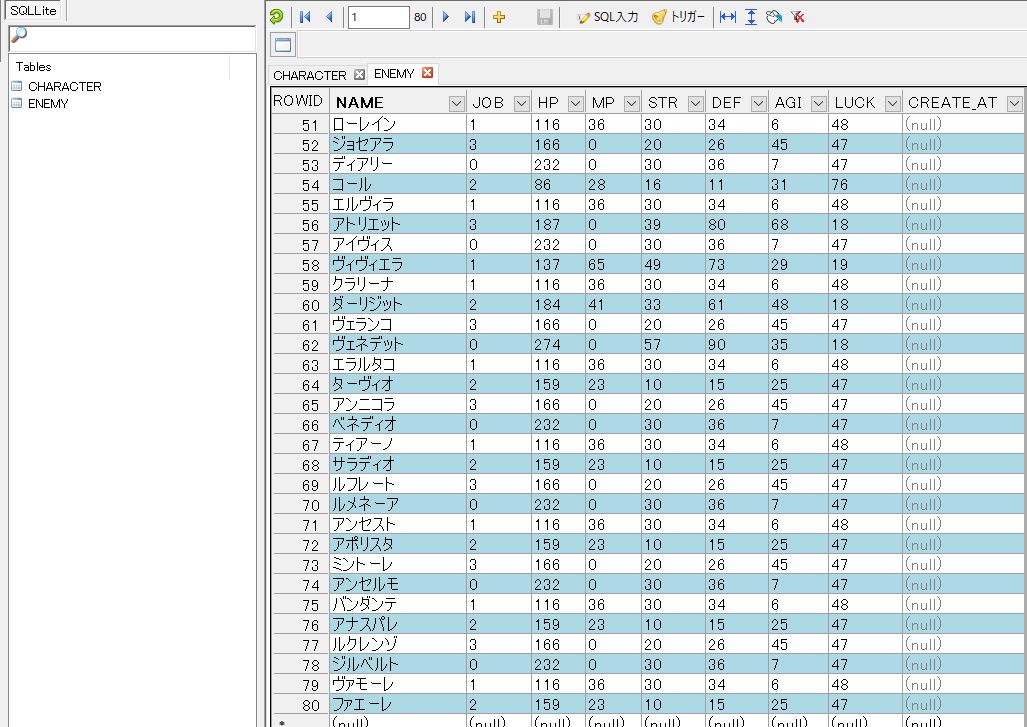 SQLLite
1 80 SQL入力 トリガー
Tables
CHARACTER
ENEMY
CHARACTER ENEMY
ROWID NAME JOB HP MP STR DEF AGI LUCK CREATE_AT
51 ローレイン 1 116 36 30 34 6 48 (null)
52 ジョセアラ 3 166 0 20 26 45 47 (null)
53 ディアリー 0 232 0 30 36 7 47 (null)
54 コール 2 86 28 16 11 31 76 (null)
55 エルヴィラ 1 116 36 30 34 6 48 (null)
56 アトリエット 3 187 0 39 80 68 18 (null)
57 アイヴィス 0 232 0 30 36 7 47 (null)
58 ヴィヴィエラ 1 137 65 49 73 29 19 (null)
59 クラリーナ 1 116 36 30 34 6 48 (null)
60 ダーリジット 2 184 41 33 61 48 18 (null)
61 ヴェランコ 3 166 0 20 26 45 47 (null)
62 ヴェネデット 0 274 0 57 90 35 18 (null)
63 エラルタコ 1 116 36 30 34 6 48 (null)
64 ターヴィオ 2 159 23 10 15 25 47 (null)
65 アンニコラ 3 166 0 20 26 45 47 (null)
66 ベネディオ 0 232 0 30 36 7 47 (null)
67 ティアーノ 1 116 36 30 34 6 48 (null)
68 サラディオ 2 159 23 10 15 25 47 (null)
69 ルフレート 3 166 0 20 26 45 47 (null)
70 ルメネーア 0 232 0 30 36 7 47 (null)
71 アンセスト 1 116 36 30 34 6 48 (null)
72 アポリスタ 2 159 23 10 15 25 47 (null)
73 ミントーレ 3 166 0 20 26 45 47 (null)
74 アンセルモ 0 232 0 30 36 7 47 (null)
75 バンダンテ 1 116 36 30 34 6 48 (null)
76 アナスパレ 2 159 23 10 15 25 47 (null)
77 ルクレンゾ 3 166 0 20 26 45 47 (null)
78 ジルベルト 0 232 0 30 36 7 47 (null)
79 ヴァモーレ 1 116 36 30 34 6 48 (null)
80 ファエーレ 2 159 23 10 15 25 47 (null)
* (null) (null) (null) (null) (null) (null) (null) (null) (null)